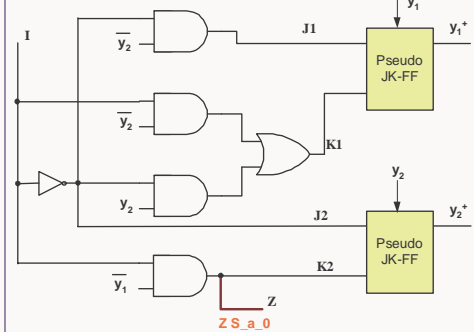 y₁
I
J1
y₁⁺
y₂
Pseudo
JK-FF
y₂
K1
y₂
y₂
J2
y₂⁺
Pseudo
JK-FF
K2
y₁
Z
Z S_a_0